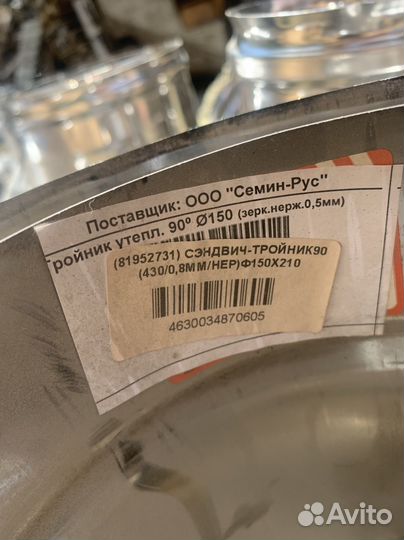 Поставщик: ООО "Семин-Рус"
Тройник утепл. 90º Ø150 (зерк.нерж.0,5мм)
(81952731) СЭНДВИЧ-ТРОЙНИК90
(430/0,8ММ/НЕР)Ф150Х210
4630034870605
Avito